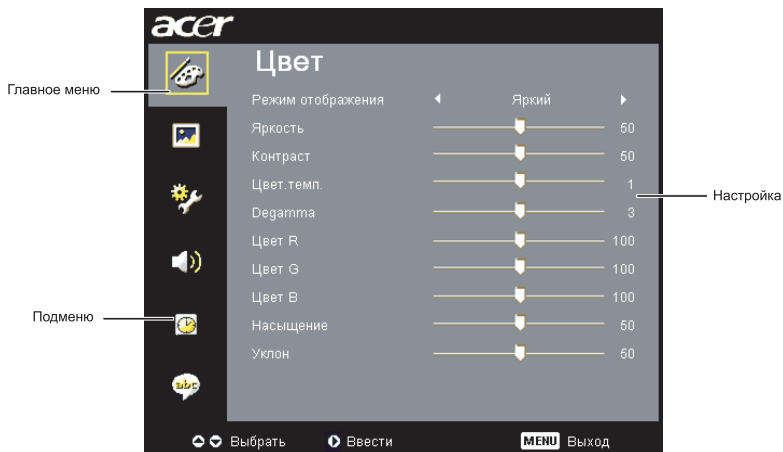 acer
Цвет
Главное меню
Режим отображения Яркий
Яркость 50
Контраст 50
Цвет.темп. 1
Настройка
Degamma 3
Цвет R 100
Цвет G 100
Цвет B 100
Подменю
Насыщение 50
Уклон 50
abc
Выбрать Ввести MENU Выход